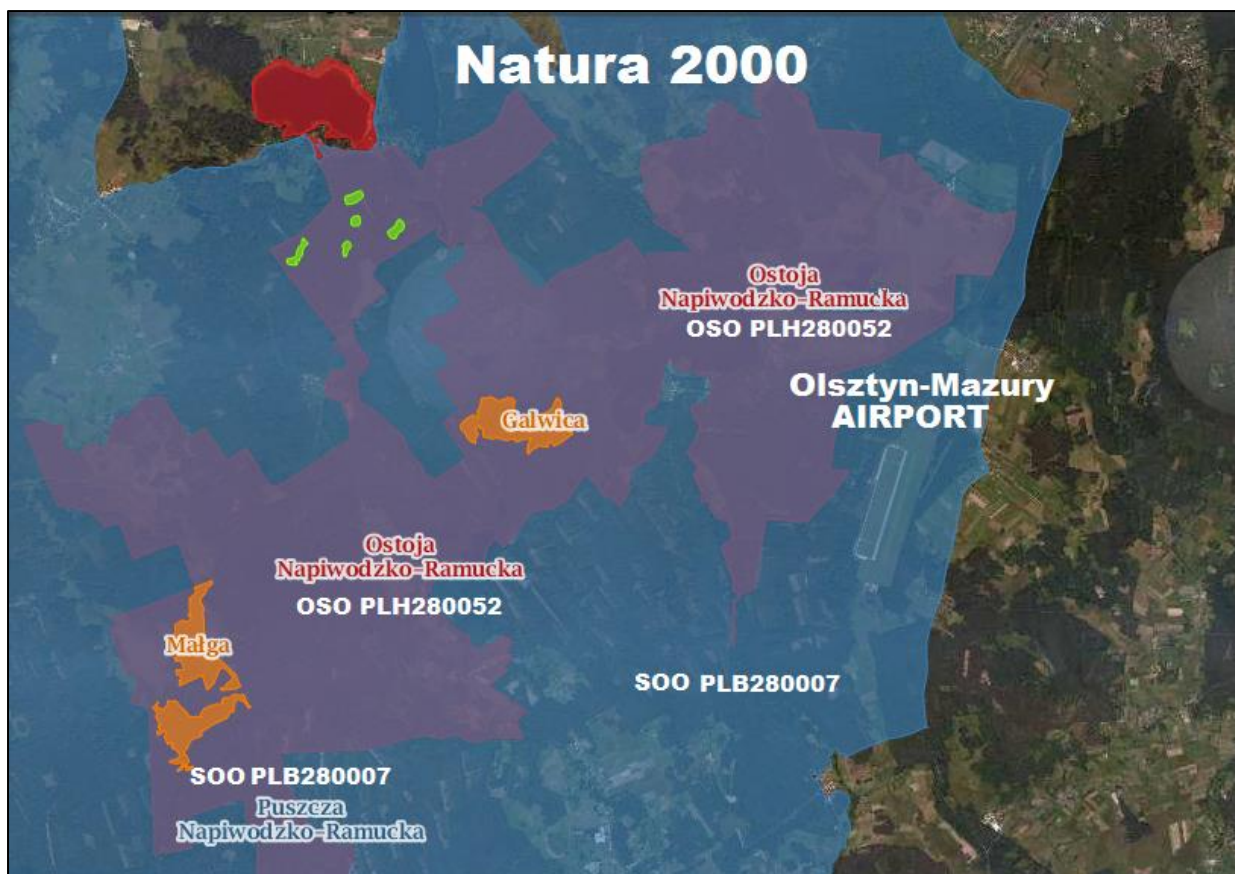 Natura 2000
Ostoja
Napiwodzko-Ramucka
OSO PLH280052
Olsztyn-Mazury
AIRPORT
Galwica
Ostoja
Napiwodzko-Ramucka
OSO PLH280052
Małga
SOO PLB280007
SOO PLB280007
Puszcza
Napiwodzko-Ramucka